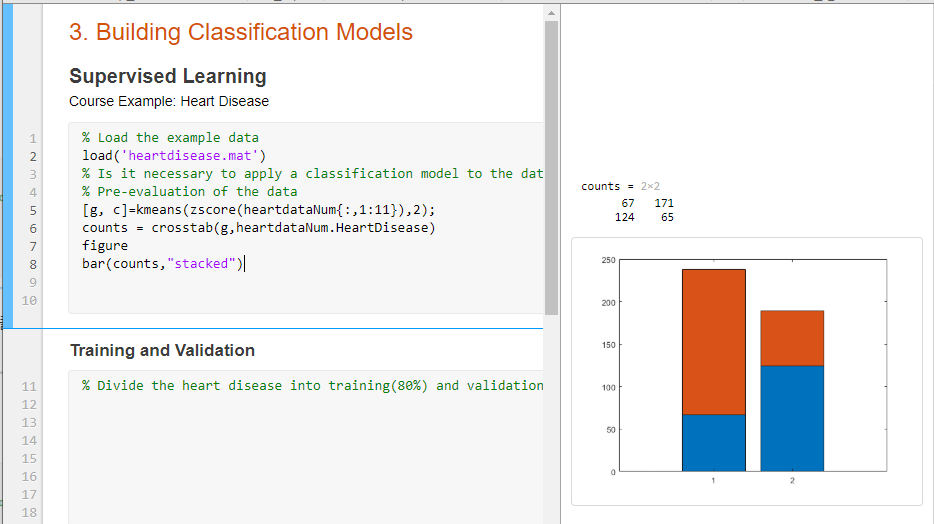 3. Building Classification Models
Supervised Learning
Course Example: Heart Disease
1 % Load the example data
2 load('heartdisease.mat')
3 % Is it necessary to apply a classification model to the dat
4 % Pre-evaluation of the data
5 [g, c]=kmeans(zscore(heartdataNum{:,1:11}),2);
6 counts = crosstab(g,heartdataNum.HeartDisease)
7 figure
8 bar(counts,"stacked")
9
10
Training and Validation
11 % Divide the heart disease into training(80%) and validation
12
13
14
15
16
17
18
counts = 2×2
67 171
124 65
250
200
150
100
50
0
1 2